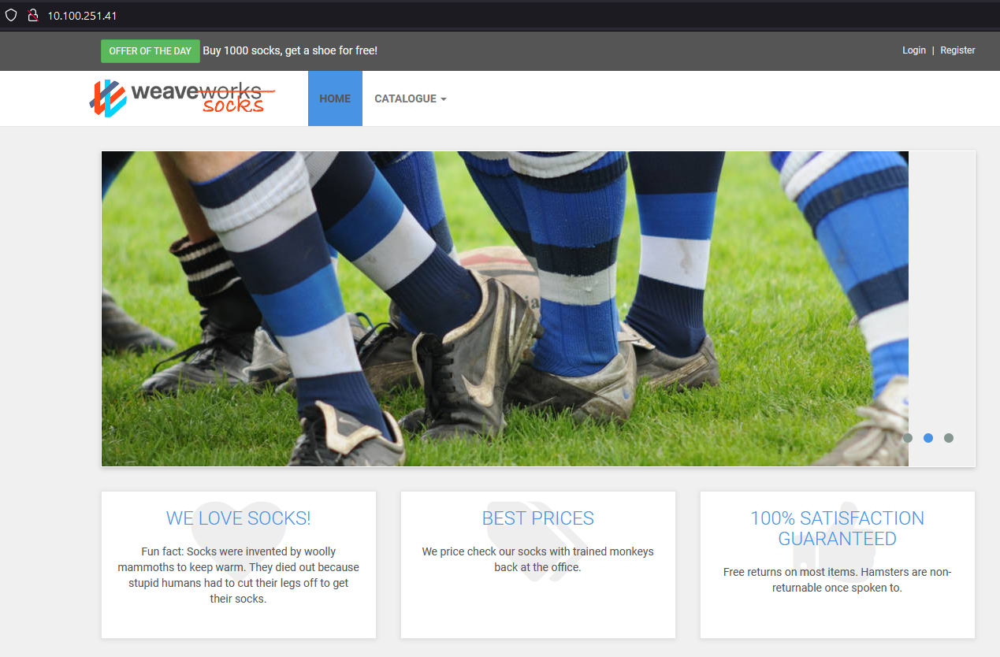 10.100.251.41
OFFER OF THE DAY Buy 1000 socks, get a shoe for free!
Login | Register
weaveworks
socks
HOME
CATALOGUE
WE LOVE SOCKS!
Fun fact: Socks were invented by woolly
mammoths to keep warm. They died out because
stupid humans had to cut their legs off to get
their socks.
BEST PRICES
We price check our socks with trained monkeys
back at the office.
100% SATISFACTION
GUARANTEED
Free returns on most items. Hamsters are non-
returnable once spoken to.